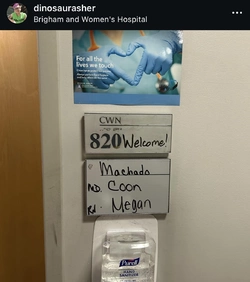 dinosaurasher
Brigham and Women's Hospital
For all the
lives we touch
CWN
820 Welcome!
Machado
MD. Coon
Rd. Megan
Purell